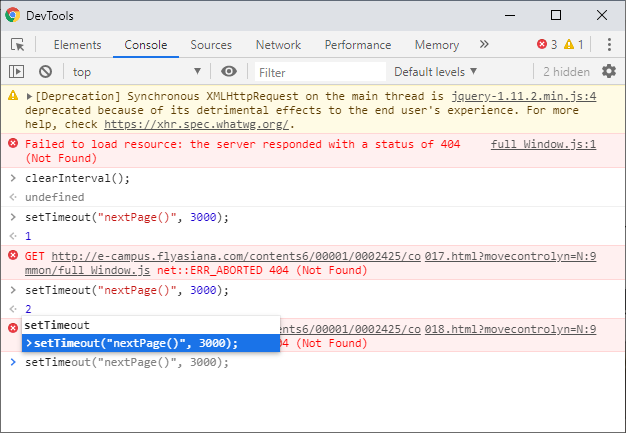 DevTools
Elements Console Sources Network Performance Memory » 3 1
top Filter Default levels 2 hidden
[Deprecation] Synchronous XMLHttpRequest on the main thread is jquery-1.11.2.min.js:4
deprecated because of its detrimental effects to the end user's experience. For more
help, check https://xhr.spec.whatwg.org/.
Failed to load resource: the server responded with a status of 404 full_Window.js:1
(Not Found)
> clearInterval();
undefined
> setTimeout("nextPage()", 3000);
1
GET http://e-campus.flyasiana.com/contents6/00001/0002425/co 017.html?movecontrolyn=N:9
mmon/full_Window.js net::ERR_ABORTED 404 (Not Found)
> setTimeout("nextPage()", 3000);
2
setTimeout
>setTimeout("nextPage()", 3000);
ents6/00001/0002425/co 018.html?movecontrolyn=N:9
04 (Not Found)
> setTimeout("nextPage()", 3000);